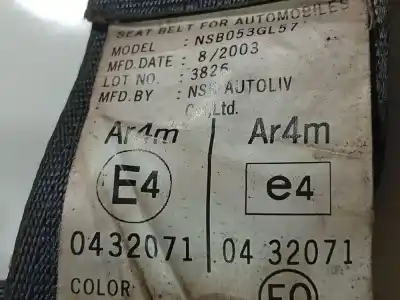 SEAT BELT FOR AUTOMOBILES
MODEL : NSB053GL57
MFD.DATE : 8/2003
LOT NO. : 3826
MFD.BY : NSK AUTOLIV
Co.,Ltd.
Ar4m Ar4m
E4 e4
0432071 04 32071
COLOR